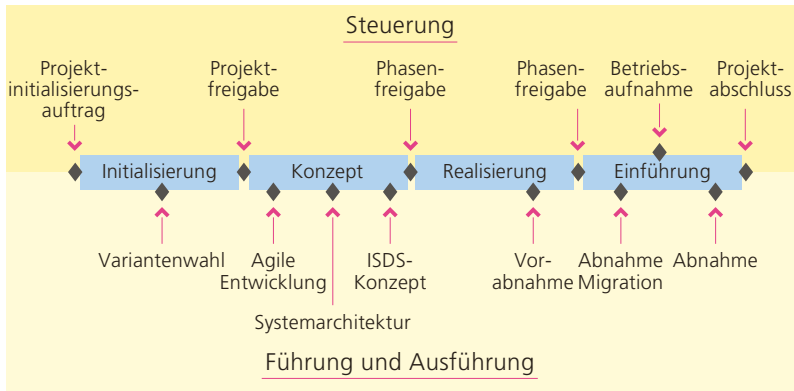 Steuerung
Projekt-
initialisierungs-
auftrag
Projekt-
freigabe
Phasen-
freigabe
Phasen-
freigabe
Betriebs-
aufnahme
Projekt-
abschluss
Initialisierung
Konzept
Realisierung
Einführung
Variantenwahl
Agile
Entwicklung
Systemarchitektur
ISDS-
Konzept
Vor-
abnahme
Abnahme
Migration
Abnahme
Führung und Ausführung